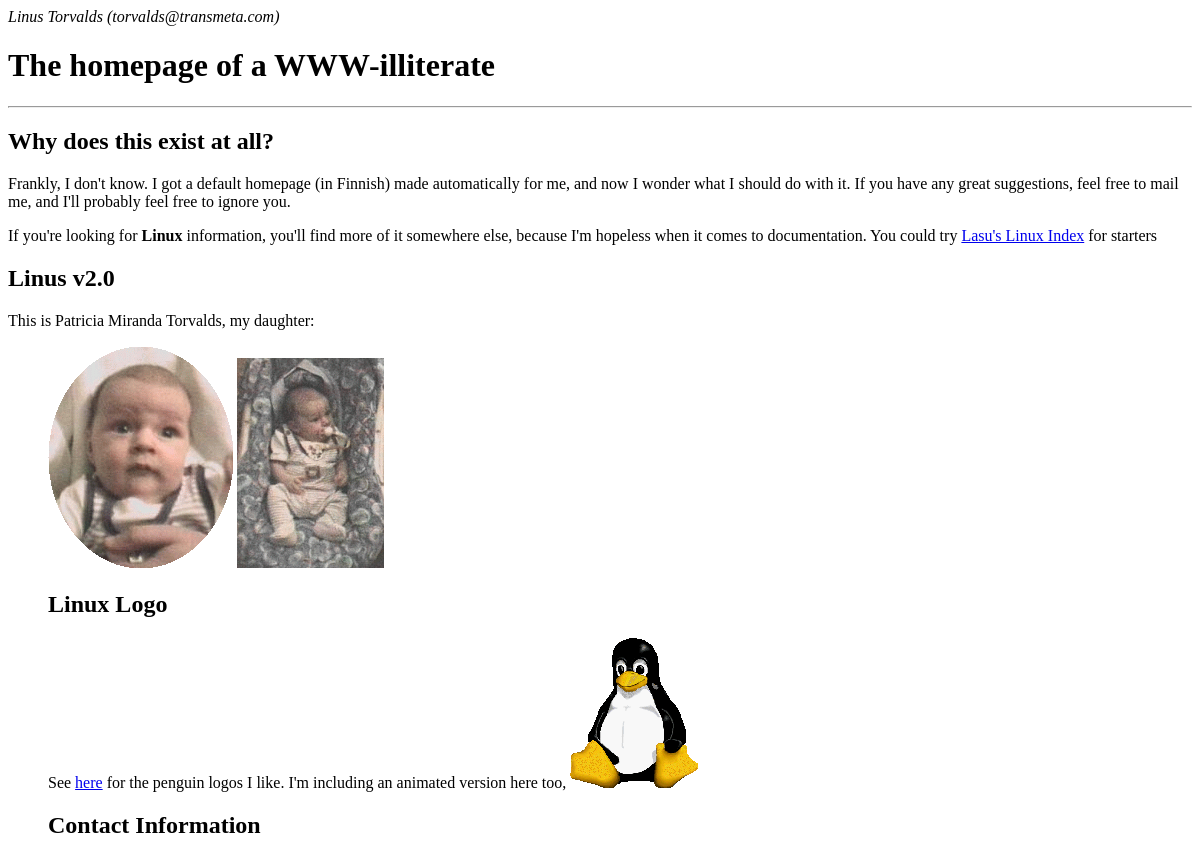 Linus Torvalds (torvalds@transmeta.com)
The homepage of a WWW-illiterate
Why does this exist at all?
Frankly, I don't know. I got a default homepage (in Finnish) made automatically for me, and now I wonder what I should do with it. If you have any great suggestions, feel free to mail
me, and I'll probably feel free to ignore you.
If you're looking for Linux information, you'll find more of it somewhere else, because I'm hopeless when it comes to documentation. You could try Lasu's Linux Index for starters
Linus v2.0
This is Patricia Miranda Torvalds, my daughter:
Linux Logo
See here for the penguin logos I like. I'm including an animated version here too,
Contact Information